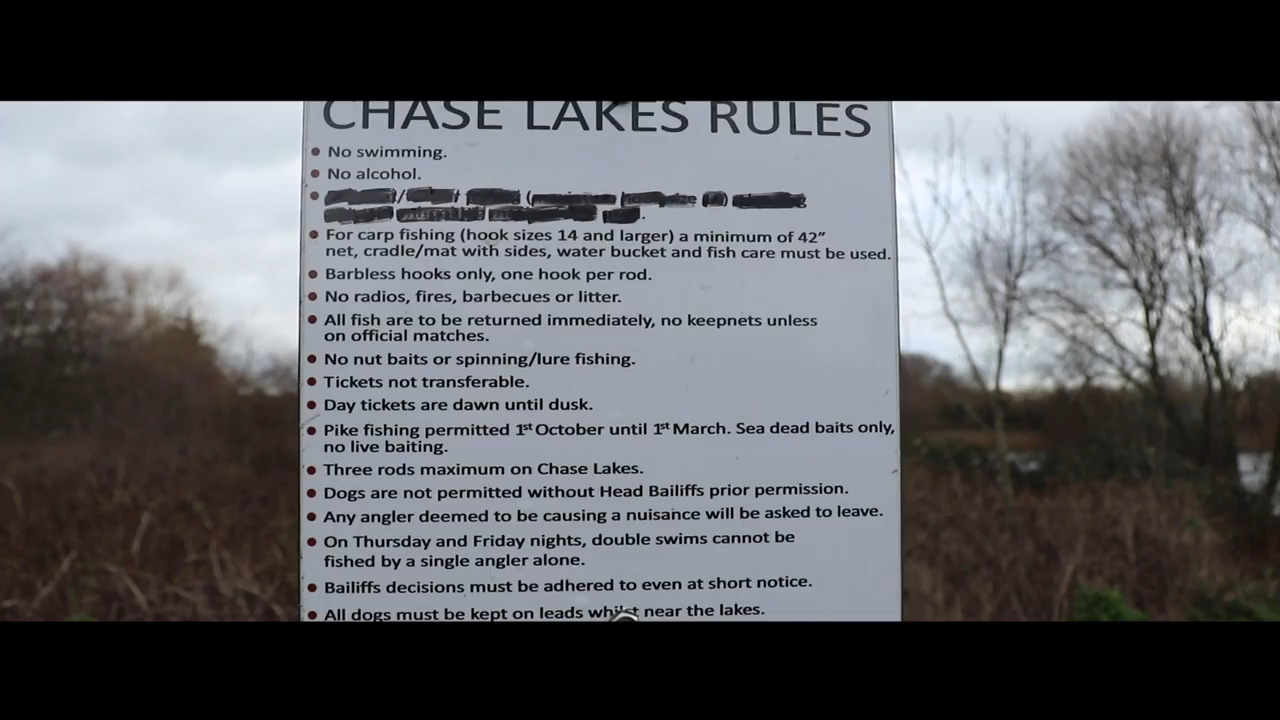 CHASE LAKES RULES
• No swimming.
• No alcohol.
• For carp fishing (hook sizes 14 and larger) a minimum of 42”
net, cradle/mat with sides, water bucket and fish care must be used.
• Barbless hooks only, one hook per rod.
• No radios, fires, barbecues or litter.
• All fish are to be returned immediately, no keepnets unless
on official matches.
• No nut baits or spinning/lure fishing.
• Tickets not transferable.
• Day tickets are dawn until dusk.
• Pike fishing permitted 1st October until 1st March. Sea dead baits only,
no live baiting.
• Three rods maximum on Chase Lakes.
• Dogs are not permitted without Head Bailiffs prior permission.
• Any angler deemed to be causing a nuisance will be asked to leave.
• On Thursday and Friday nights, double swims cannot be
fished by a single angler alone.
• Bailiffs decisions must be adhered to even at short notice.
• All dogs must be kept on leads whilst near the lakes.